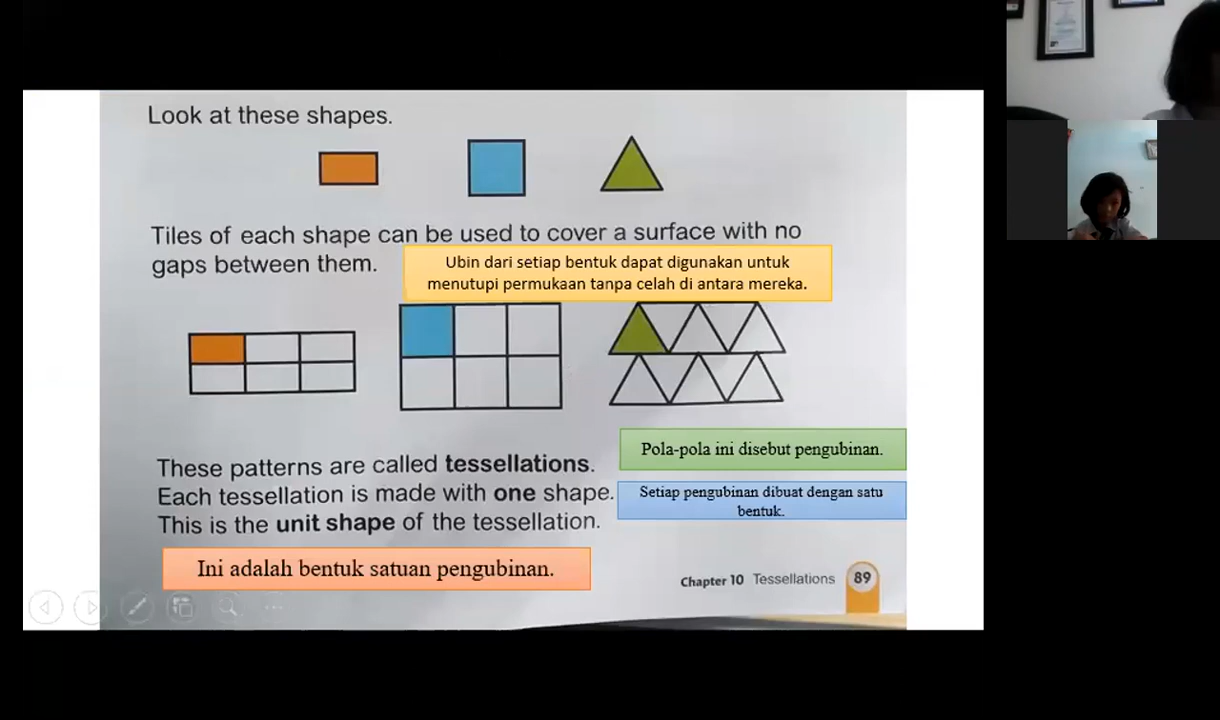 Look at these shapes.
Tiles of each shape can be used to cover a surface with no
gaps between them.
Ubin dari setiap bentuk dapat digunakan untuk
menutupi permukaan tanpa celah di antara mereka.
These patterns are called tessellations.
Each tessellation is made with one shape.
This is the unit shape of the tessellation.
Pola-pola ini disebut pengubinan.
Setiap pengubinan dibuat dengan satu
bentuk.
Ini adalah bentuk satuan pengubinan.
Chapter 10 Tessellations 89